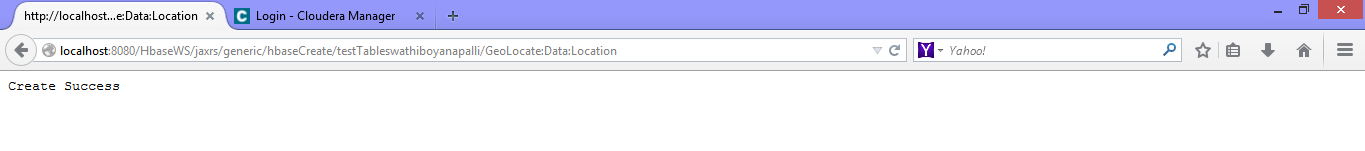 http://localhost...e:Data:Location
Login - Cloudera Manager
localhost:8080/HbaseWS/jaxrs/generic/hbaseCreate/testTableswathiboyanapalli/GeoLocate:Data:Location
Y! Yahoo!
Create Success